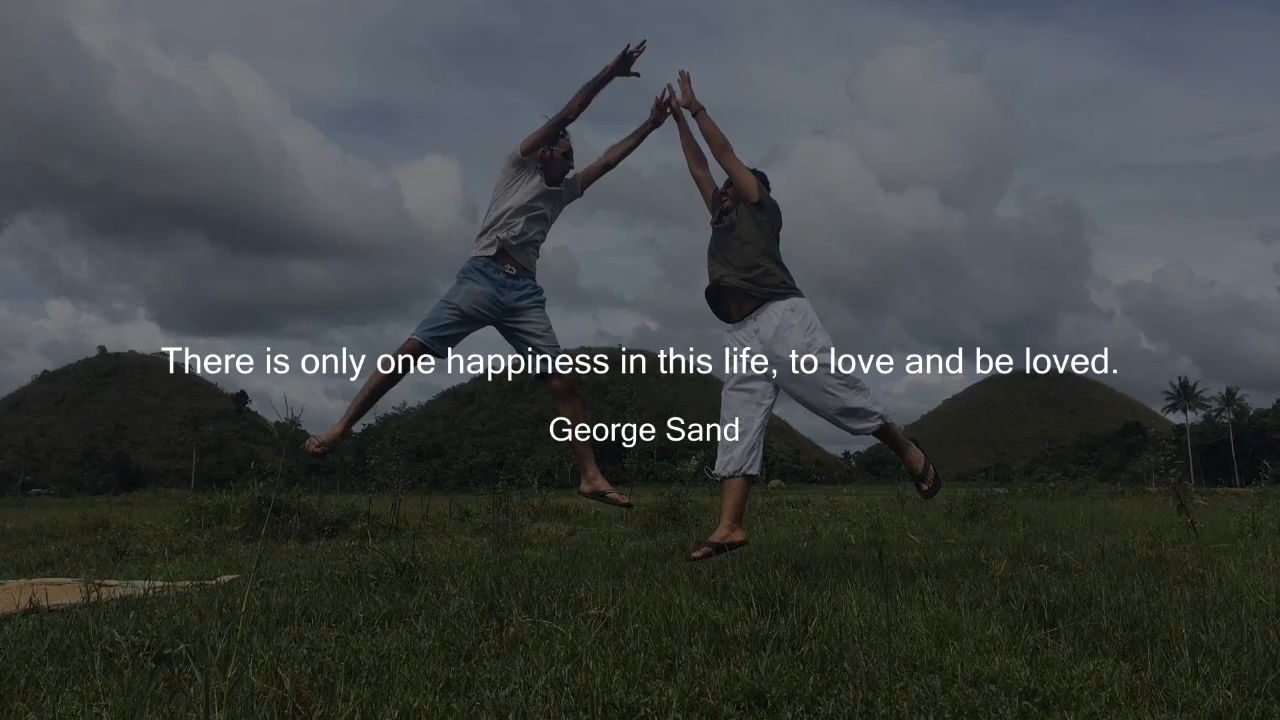 There is only one happiness in this life, to love and be loved.
George Sand